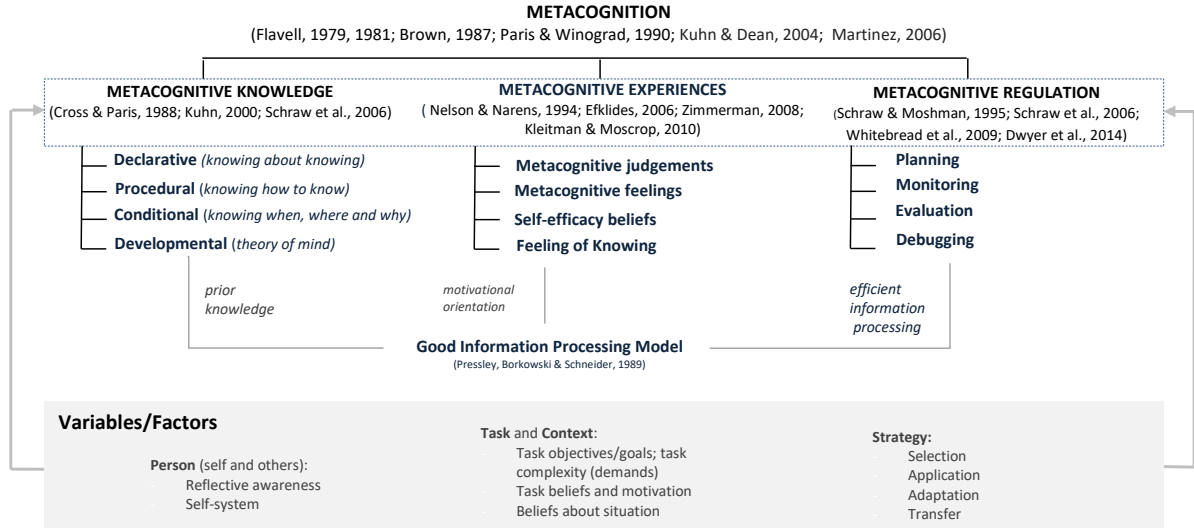 METACOGNITION
(Flavell, 1979, 1981; Brown, 1987; Paris & Winograd, 1990; Kuhn & Dean, 2004; Martinez, 2006)
METACOGNITIVE KNOWLEDGE
(Cross & Paris, 1988; Kuhn, 2000; Schraw et al., 2006)
Declarative (knowing about knowing)
Procedural (knowing how to know)
Conditional (knowing when, where and why)
Developmental (theory of mind)
METACOGNITIVE EXPERIENCES
( Nelson & Narens, 1994; Efklides, 2006; Zimmerman, 2008;
Kleitman & Moscrop, 2010)
Metacognitive judgements
Metacognitive feelings
Self-efficacy beliefs
Feeling of Knowing
METACOGNITIVE REGULATION
(Schraw & Moshman, 1995; Schraw et al., 2006;
Whitebread et al., 2009; Dwyer et al., 2014)
Planning
Monitoring
Evaluation
Debugging
prior
knowledge
motivational
orientation
efficient
information
processing
Good Information Processing Model
(Pressley, Borkowski & Schneider, 1989)
Variables/Factors
Person (self and others):
Reflective awareness
Self-system
Task and Context:
Task objectives/goals; task
complexity (demands)
Task beliefs and motivation
Beliefs about situation
Strategy:
Selection
Application
Adaptation
Transfer